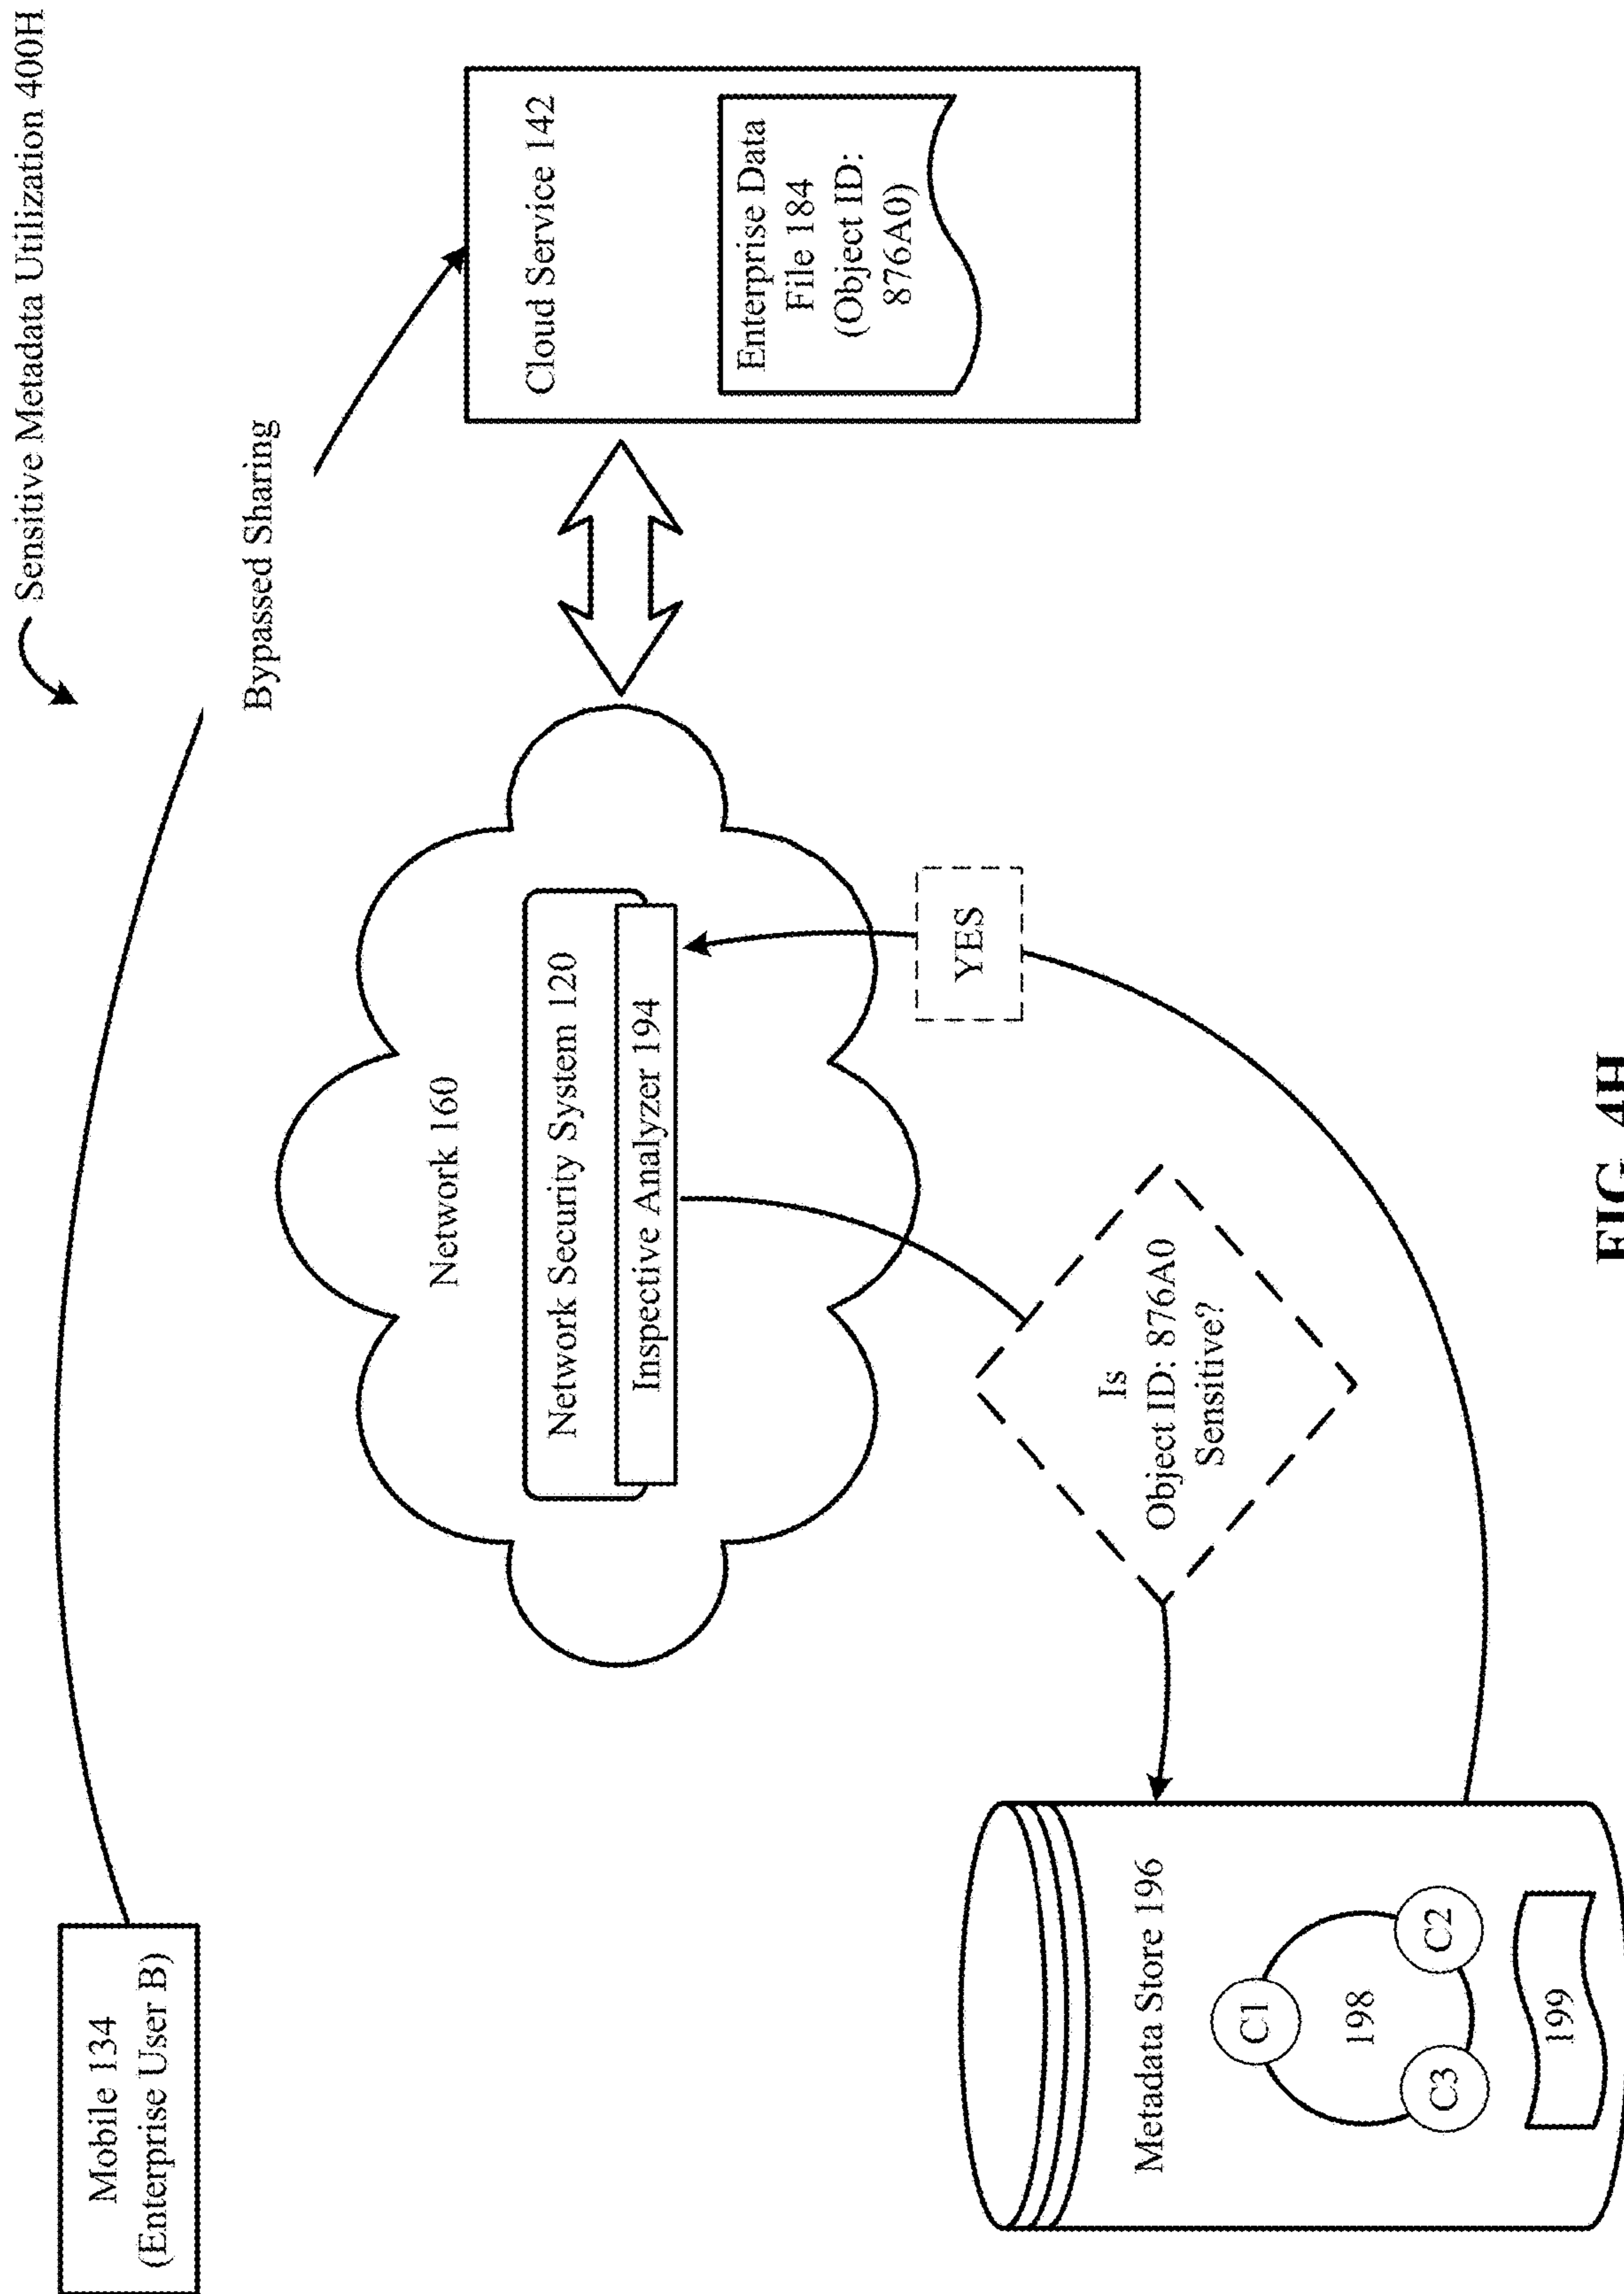 Sensitive Metadata Utilization 400H
Mobile 134
(Enterprise User B)
Bypassed Sharing
Cloud Service 142
Enterprise Data
File 184
(Object ID:
876A0)
Network 160
Network Security System 120
Inspective Analyzer 194
YES
Is
Object ID: 876A0
Sensitive?
Metadata Store 196
C1
198
C3
C2
199
FIG. 4H